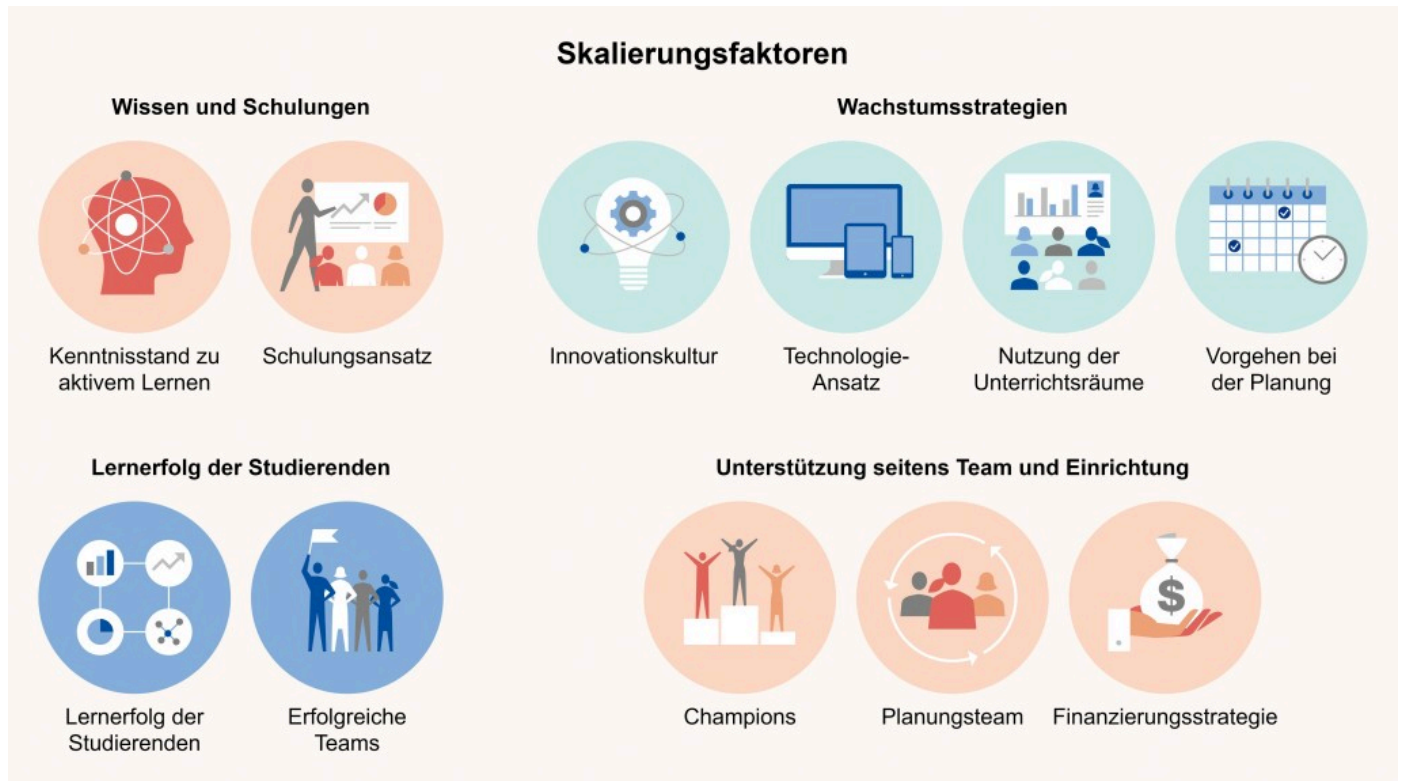 Skalierungsfaktoren
Wissen und Schulungen
Kenntnisstand zu
aktivem Lernen
Schulungsansatz
Wachstumsstrategien
Innovationskultur
Technologie-
Ansatz
Nutzung der
Unterrichtsräume
Vorgehen bei
der Planung
Lernerfolg der Studierenden
Lernerfolg der
Studierenden
Erfolgreiche
Teams
Unterstützung seitens Team und Einrichtung
Champions
Planungsteam
$
Finanzierungsstrategie